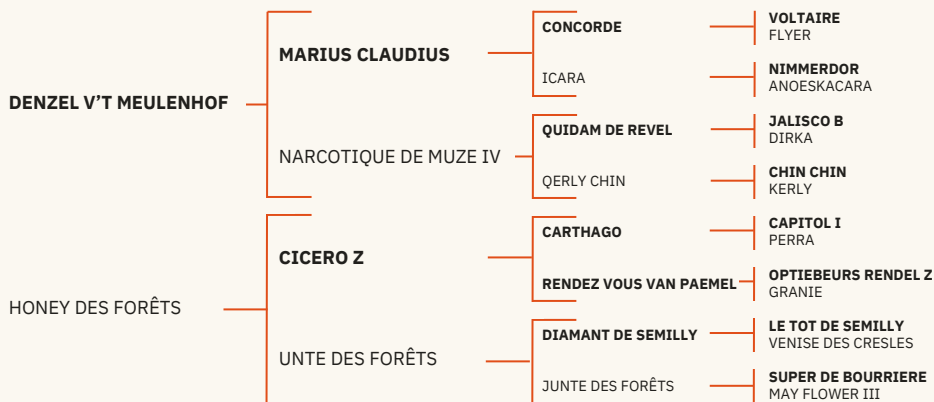 DENZEL V’T MEULENHOF
MARIUS CLAUDIUS
CONCORDE
VOLTAIRE
FLYER
ICARA
NIMMERDOR
ANOESKACARA
NARCOTIQUE DE MUZE IV
QUIDAM DE REVEL
JALISCO B
DIRKA
QERLY CHIN
CHIN CHIN
KERLY
HONEY DES FORÊTS
CICERO Z
CARTHAGO
CAPITOL I
PERRA
RENDEZ VOUS VAN PAEMEL
OPTIEBEURS RENDEL Z
GRANIE
UNTE DES FORÊTS
DIAMANT DE SEMILLY
LE TOT DE SEMILLY
VENISE DES CRESLES
JUNTE DES FORÊTS
SUPER DE BOURRIERE
MAY FLOWER III